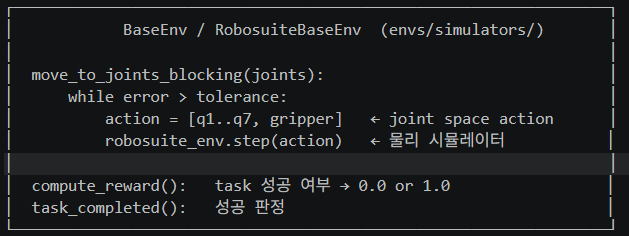 BaseEnv / RobosuiteBaseEnv (envs/simulators/)
move_to_joints_blocking(joints):
while error > tolerance:
action = [q1..q7, gripper] ← joint space action
robosuite_env.step(action) ← 물리 시뮬레이터
compute_reward(): task 성공 여부 → 0.0 or 1.0
task_completed(): 성공 판정